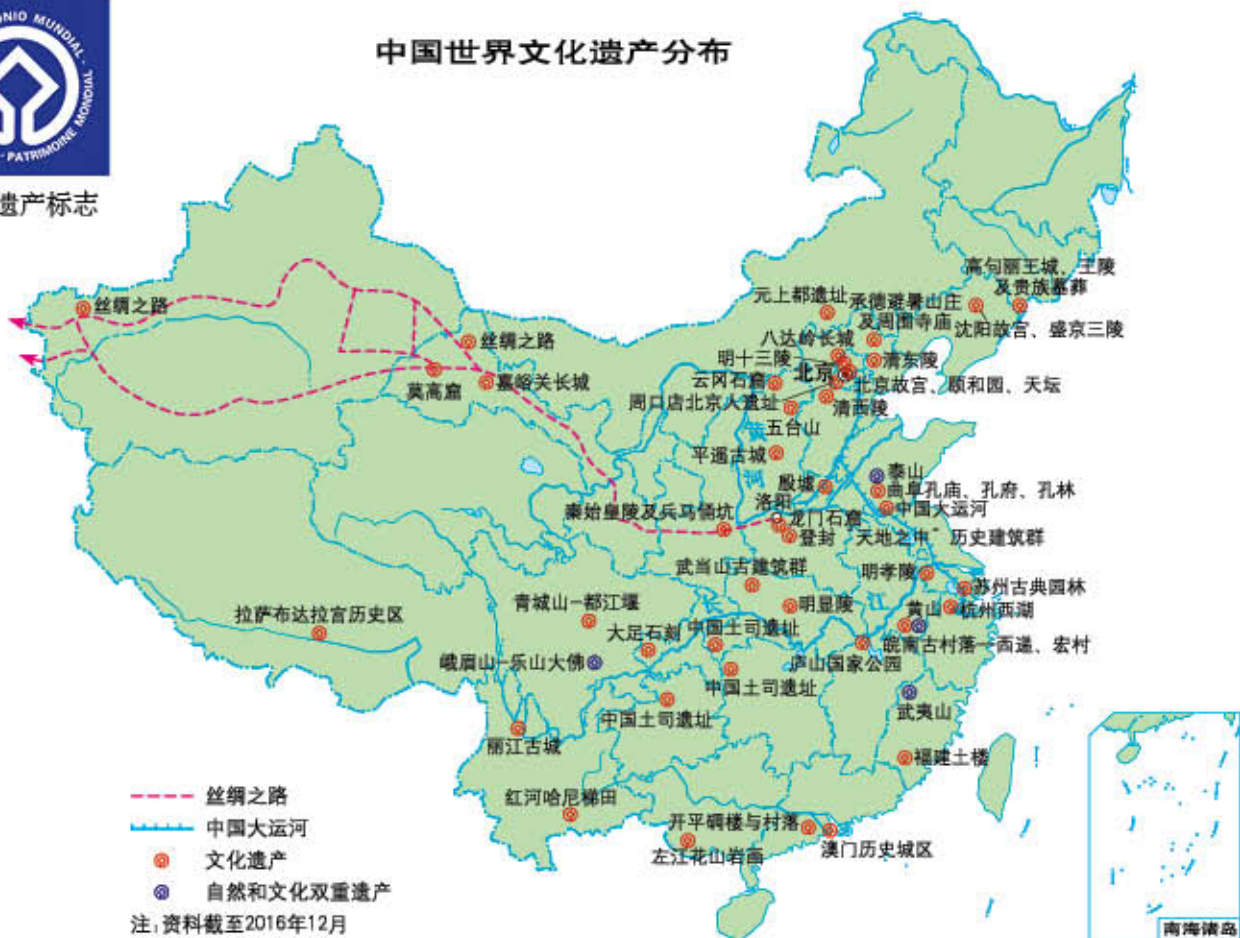 中国世界文化遗产分布
ONIO MUNDIAL
PATRIMOINE MONDIAL
遗产标志
高句丽王城、王陵
及贵族墓葬
元上都遗址
承德避暑山庄
及周围寺庙
沈阳故宫、盛京三陵
丝绸之路
丝绸之路
八达岭长城
明十三陵
清东陵
北京
云冈石窟
北京故宫、颐和园、天坛
莫高窟
嘉峪关长城
周口店北京人遗址
清西陵
五台山
黄
河
平遥古城
泰山
殷墟
曲阜孔庙、孔府、孔林
洛阳
中国大运河
秦始皇陵及兵马俑坑
龙门石窟
登封“天地之中”历史建筑群
武当山古建筑群
明孝陵
苏州古典园林
青城山-都江堰
长
明显陵
江
黄山
杭州西湖
拉萨布达拉宫历史区
大足石刻
中国土司遗址
皖南古村落-西递、宏村
峨眉山-乐山大佛
庐山国家公园
中国土司遗址
中国土司遗址
武夷山
丽江古城
福建土楼
红河哈尼梯田
开平碉楼与村落
左江花山岩画
澳门历史城区
丝绸之路
中国大运河
文化遗产
自然和文化双重遗产
注:资料截至2016年12月
南海诸岛